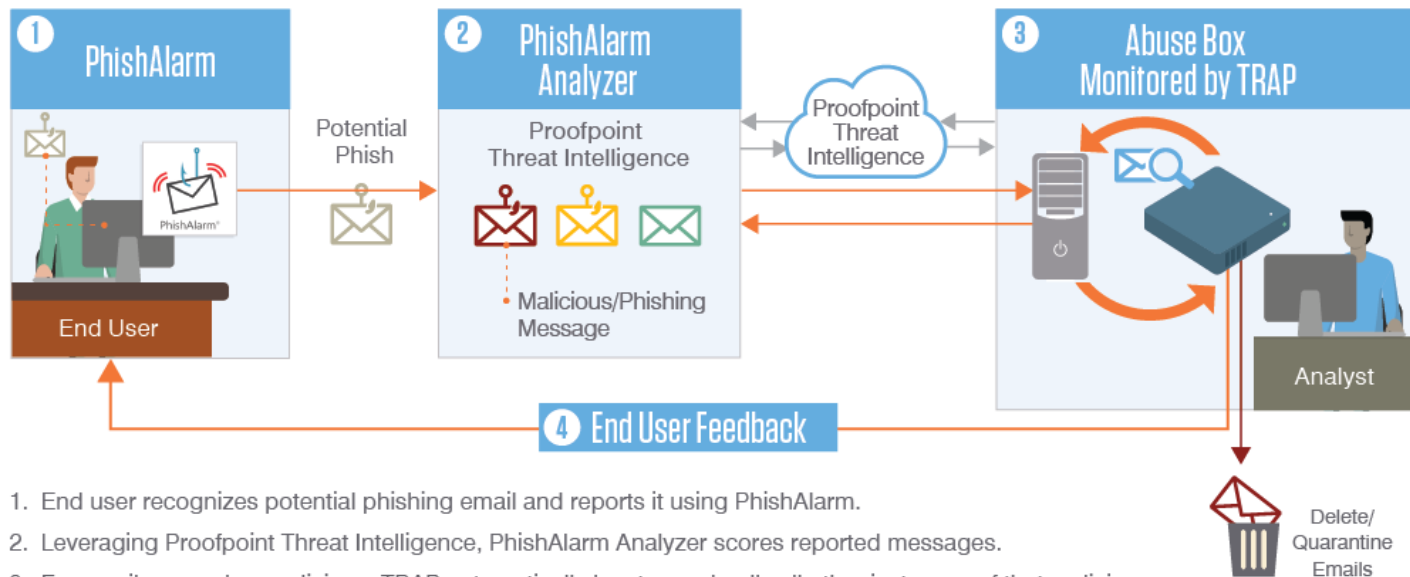 1
PhishAlarm
2
PhishAlarm
Analyzer
3
Abuse Box
Monitored by TRAP
Potential
Phish
Proofpoint
Threat Intelligence
Proofpoint
Threat
Intelligence
PhishAlarm®
Malicious/Phishing
Message
End User
Analyst
4 End User Feedback
1. End user recognizes potential phishing email and reports it using PhishAlarm.
2. Leveraging Proofpoint Threat Intelligence, PhishAlarm Analyzer scores reported messages.
Delete/
Quarantine
Emails